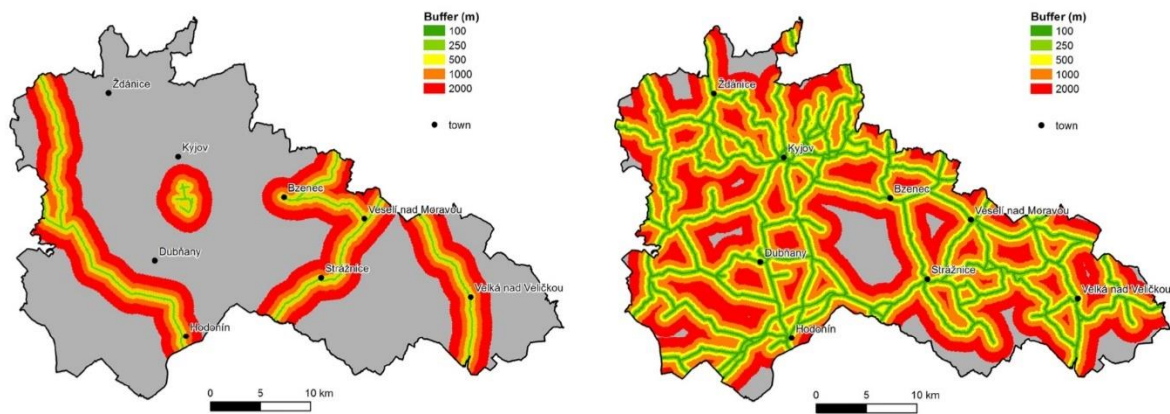 Buffer (m)
100
250
500
1000
2000
town
Ždánice
Kyjov
Bzenec
Veselí nad Moravou
Dubňany
Strážnice
Velká nad Veličkou
Hodonín
0 5 10 km
Buffer (m)
100
250
500
1000
2000
town
Ždánice
Kyjov
Bzenec
Veselí nad Moravou
Dubňany
Strážnice
Velká nad Veličkou
Hodonín
0 5 10 km